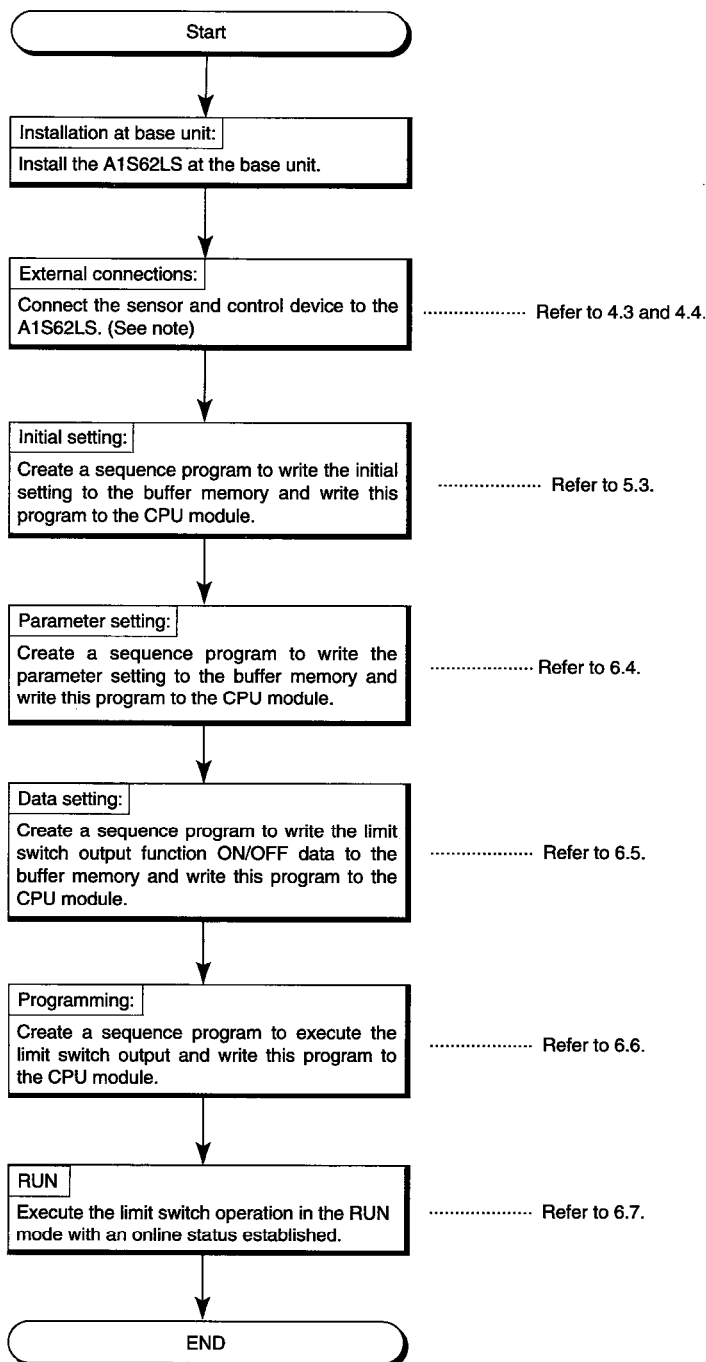 Start
Installation at base unit:
Install the A1S62LS at the base unit.
External connections:
Connect the sensor and control device to the
A1S62LS. (See note)
Refer to 4.3 and 4.4.
Initial setting:
Create a sequence program to write the initial
setting to the buffer memory and write this
program to the CPU module.
Refer to 5.3.
Parameter setting:
Create a sequence program to write the
parameter setting to the buffer memory and
write this program to the CPU module.
Refer to 6.4.
Data setting:
Create a sequence program to write the limit
switch output function ON/OFF data to the
buffer memory and write this program to the
CPU module.
Refer to 6.5.
Programming:
Create a sequence program to execute the
limit switch output and write this program to
the CPU module.
Refer to 6.6.
RUN
Execute the limit switch operation in the RUN
mode with an online status established.
Refer to 6.7.
END